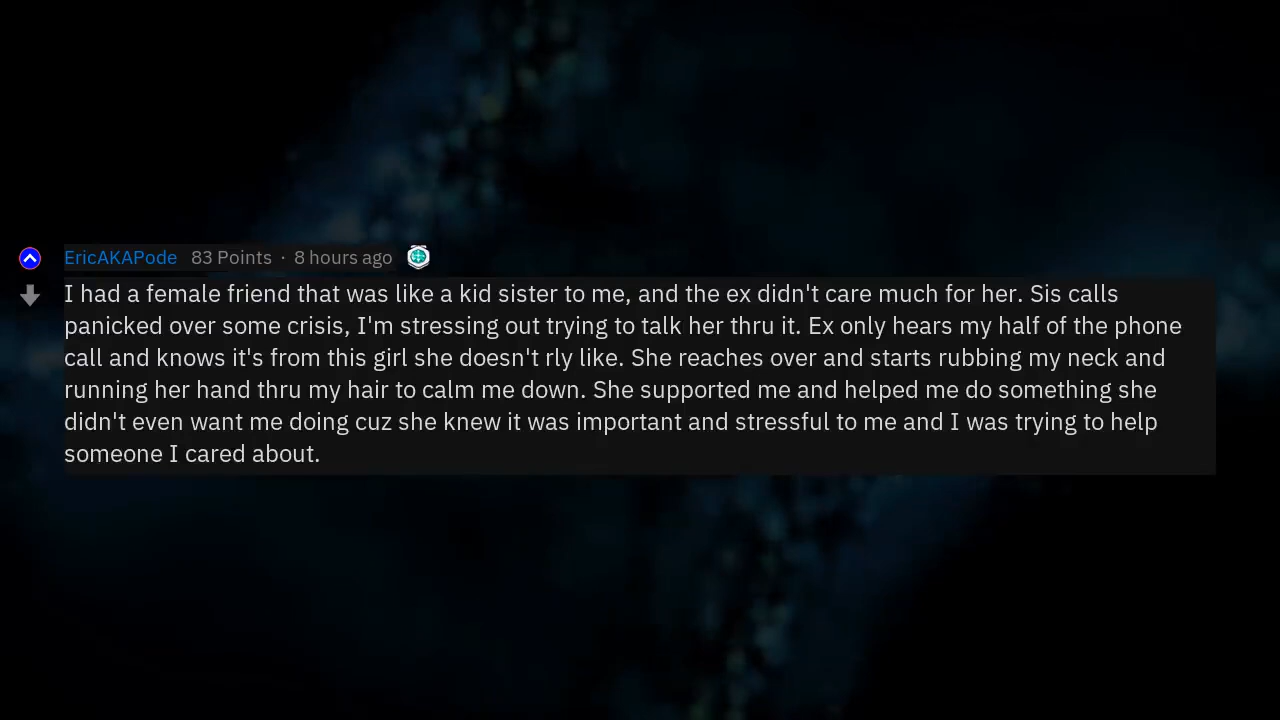 EricAKAPode 83 Points · 8 hours ago
I had a female friend that was like a kid sister to me, and the ex didn't care much for her. Sis calls
panicked over some crisis, I'm stressing out trying to talk her thru it. Ex only hears my half of the phone
call and knows it's from this girl she doesn't rly like. She reaches over and starts rubbing my neck and
running her hand thru my hair to calm me down. She supported me and helped me do something she
didn't even want me doing cuz she knew it was important and stressful to me and I was trying to help
someone I cared about.